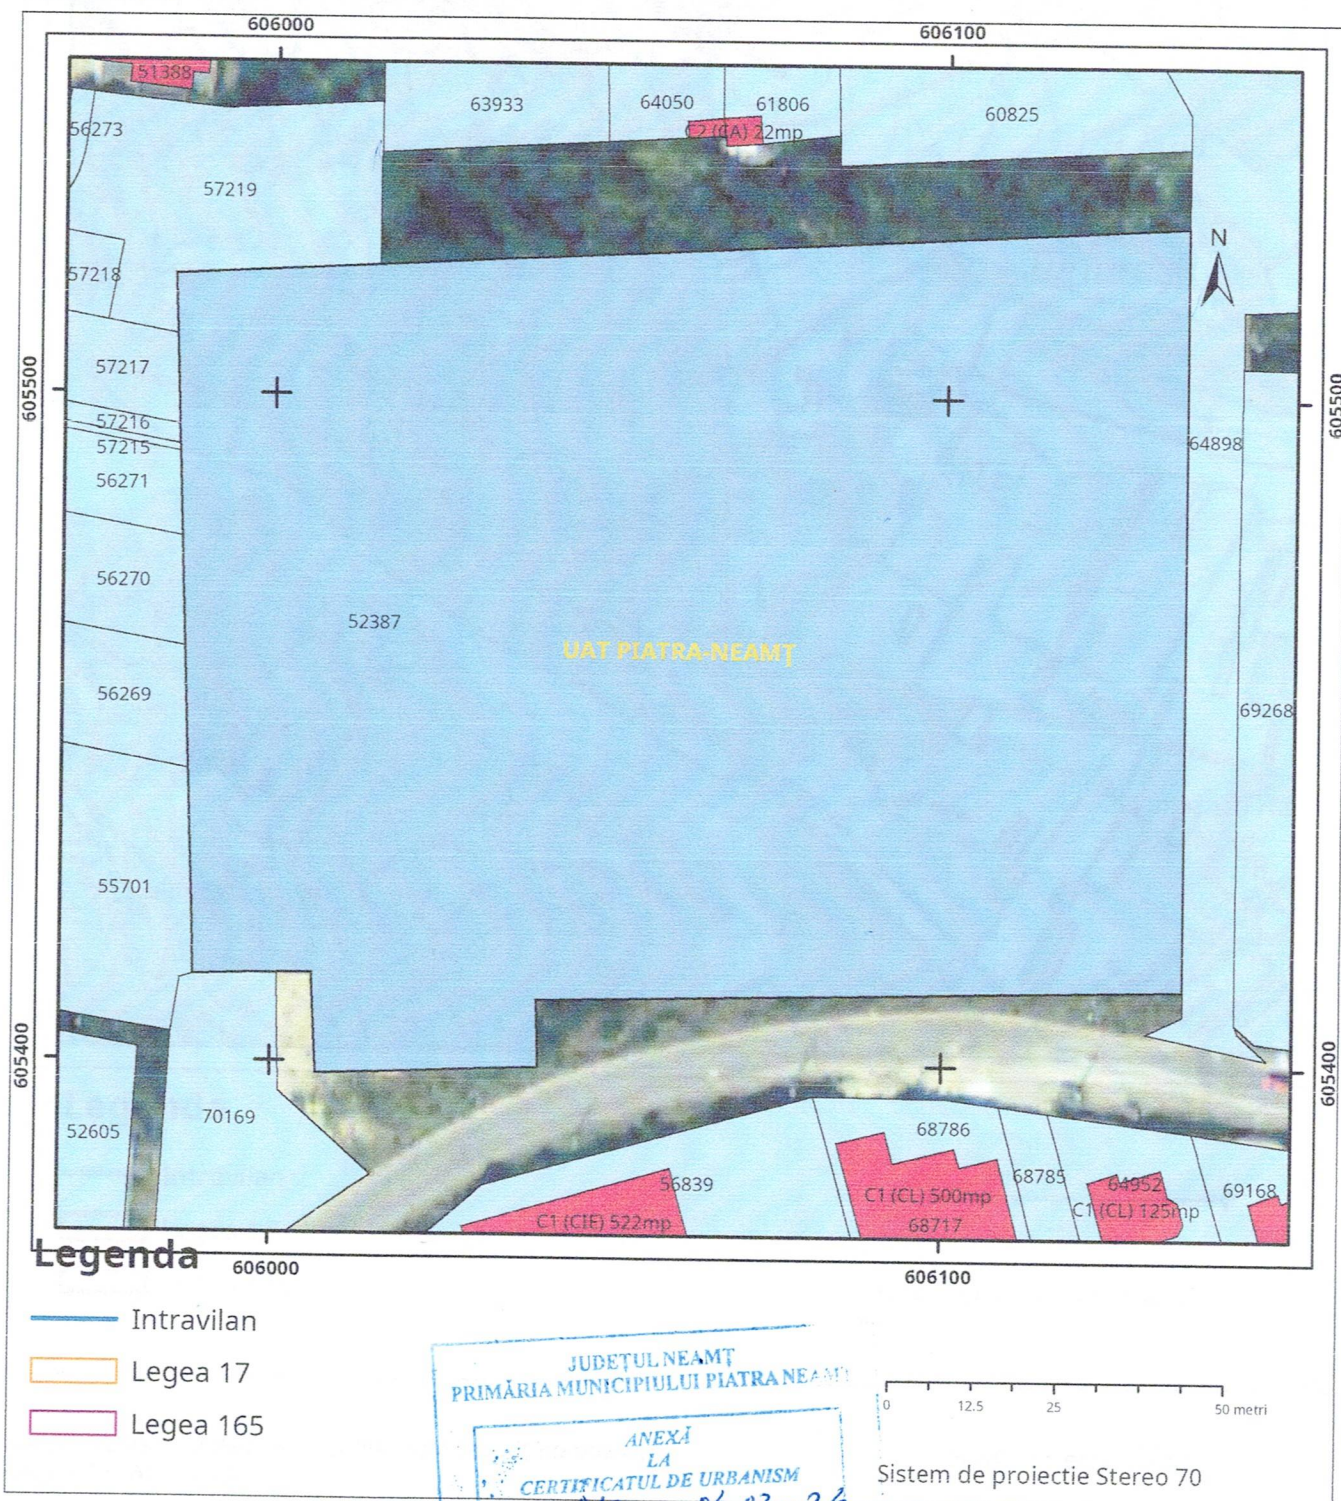 606000
606100
51388
63933
64050
61806
60825
C2 (CA) 22mp
56273
57219
N
57218
57217
605500
605500
57216
57215
64898
56271
56270
52387
UAT PIATRA-NEAMȚ
56269
69268
55701
605400
605400
70169
52605
68786
56839
68785
64952
69168
C1 (CL) 500mp
C1 (CL) 125mp
C1 (CIE) 522mp
68717
Legenda
606000
606100
Intravilan
Legea 17
Legea 165
JUDEȚUL NEAMȚ
PRIMĂRIA MUNICIPIULUI PIATRA NEAMȚ
0 12.5 25 50 metri
ANEXĂ
LA
CERTIFICATUL DE URBANISM
Sistem de proiectie Stereo 70